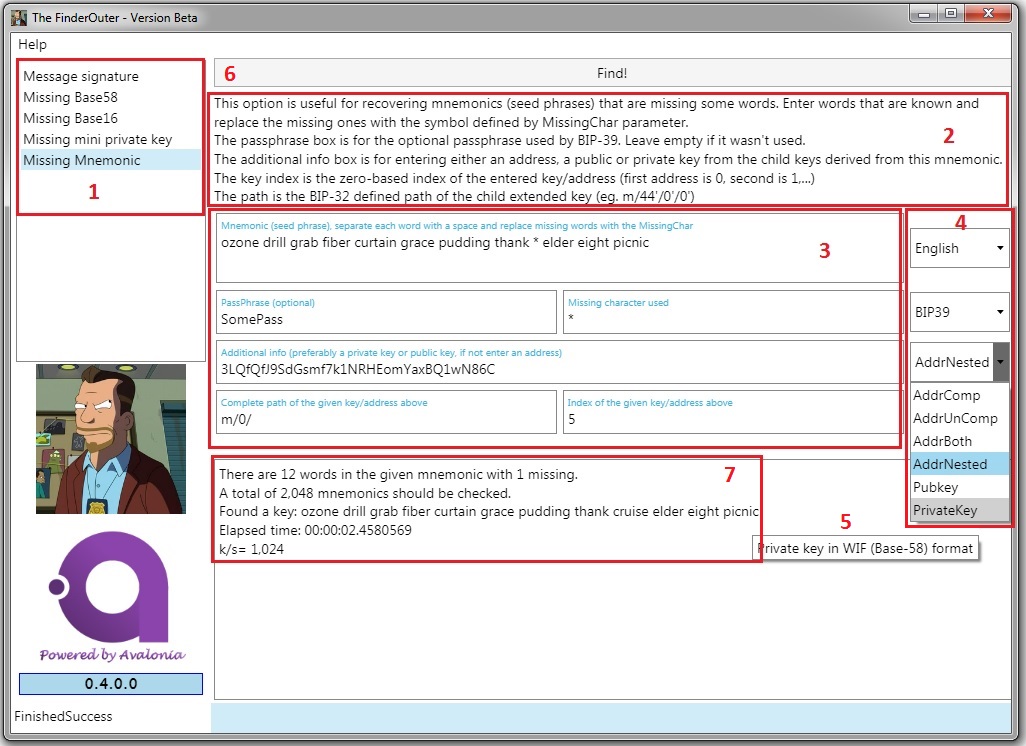 The FinderOuter - Version Beta
Help
Message signature
Missing Base58
Missing Base16
Missing mini private key
Missing Mnemonic
1
6
Find!
This option is useful for recovering mnemonics (seed phrases) that are missing some words. Enter words that are known and
replace the missing ones with the symbol defined by MissingChar parameter.
The passphrase box is for the optional passphrase used by BIP-39. Leave empty if it wasn't used.
The additional info box is for entering either an address, a public or private key from the child keys derived from this mnemonic.
The key index is the zero-based index of the entered key/address (first address is 0, second is 1,...)
The path is the BIP-32 defined path of the child extended key (eg. m/44'/0'/0')
2
Mnemonic (seed phrase), separate each word with a space and replace missing words with the MissingChar
ozone drill grab fiber curtain grace pudding thank * elder eight picnic
3
PassPhrase (optional)
SomePass
Missing character used
*
Additional info (preferably a private key or public key, if not enter an address)
3LQfQfJ9SdGsmf7k1NRHEomYaxBQ1wN86C
Complete path of the given key/address above
m/0/
Index of the given key/address above
5
4
English
BIP39
AddrNested
AddrComp
AddrUnComp
AddrBoth
AddrNested
Pubkey
PrivateKey
5
Private key in WIF (Base-58) format
There are 12 words in the given mnemonic with 1 missing.
A total of 2,048 mnemonics should be checked.
Found a key: ozone drill grab fiber curtain grace pudding thank cruise elder eight picnic
Elapsed time: 00:00:02.4580569
k/s= 1,024
7
Powered by Avalonia
0.4.0.0
FinishedSuccess